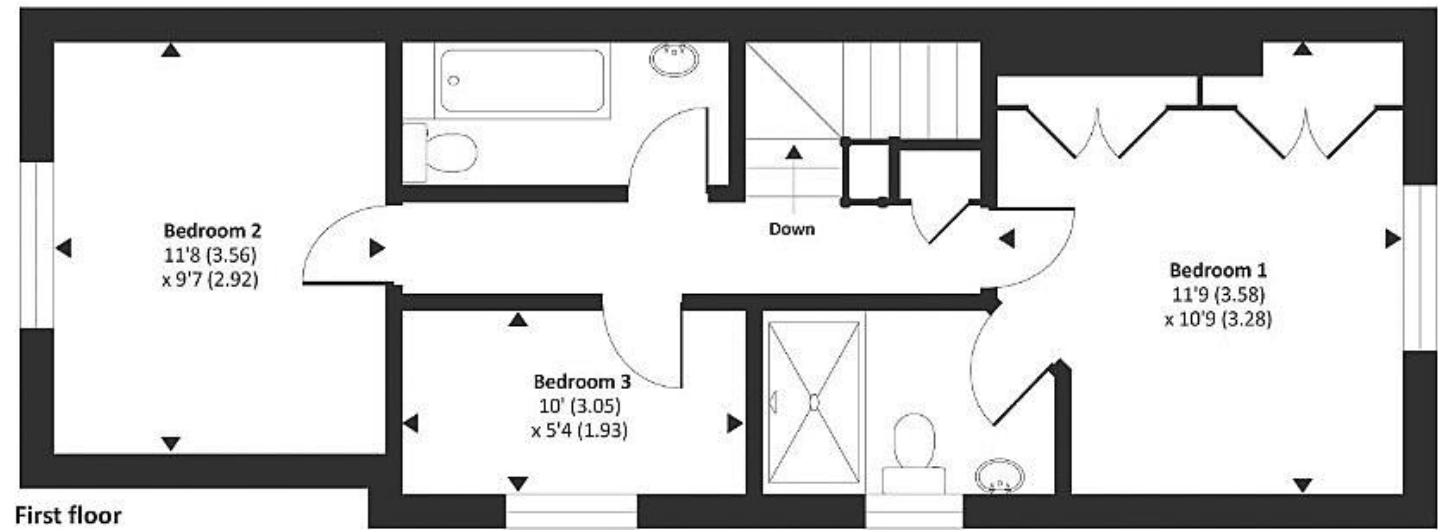 Bedroom 2
11'8 (3.56)
x 9'7 (2.92)
Down
Bedroom 1
11'9 (3.58)
x 10'9 (3.28)
Bedroom 3
10' (3.05)
x 5'4 (1.93)
First floor